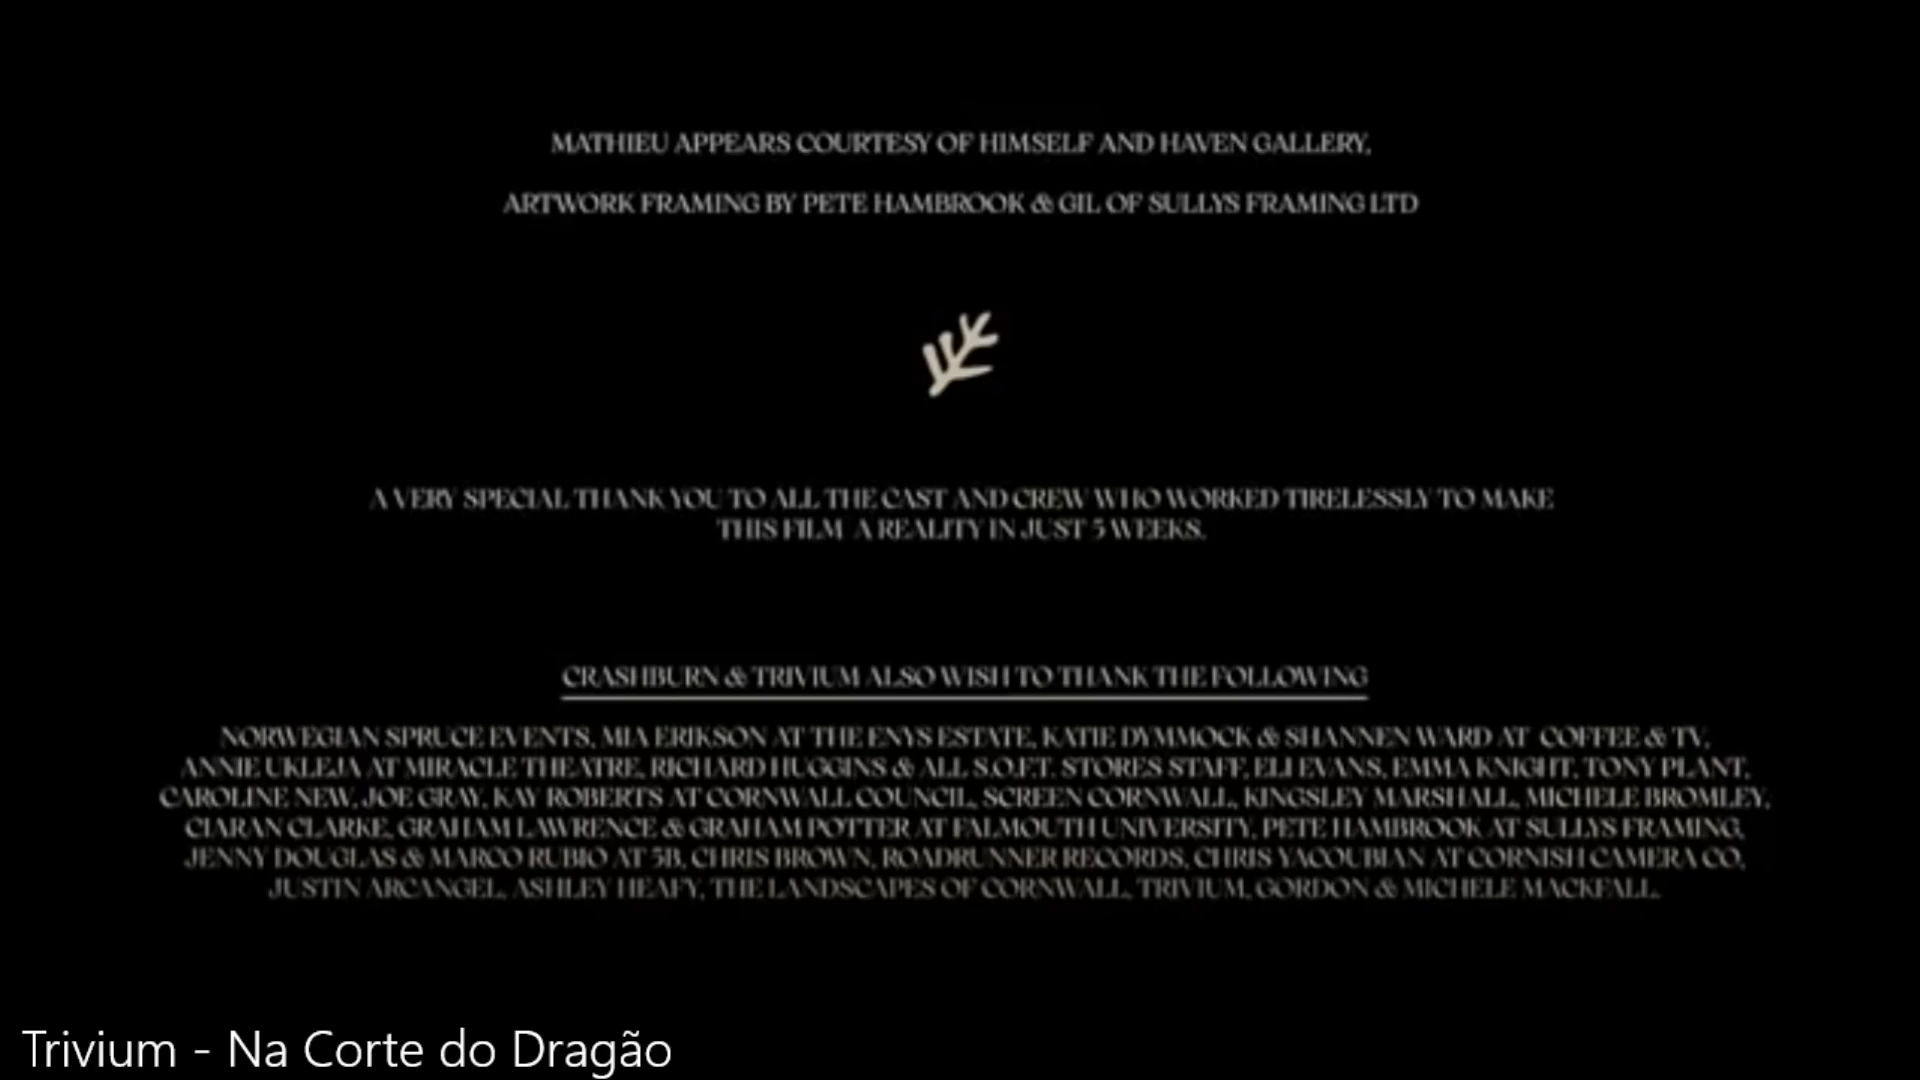 MATHIEU APPEARS COURTESY OF HIMSELF AND HAVEN GALLERY,
ARTWORK FRAMING BY PETE HAMBROOK & GIL OF SULLYS FRAMING LTD
A VERY SPECIAL THANK YOU TO ALL THE CAST AND CREW WHO WORKED TIRELESSLY TO MAKE
THIS FILM A REALITY IN JUST 5 WEEKS.
CRASHBURN & TRIVIUM ALSO WISH TO THANK THE FOLLOWING
NORWEGIAN SPRUCE EVENTS, MIA ERIKSON AT THE ENYS ESTATE, KATIE DYMMOCK & SHANNEN WARD AT COFFEE & TV,
ANNIE UKLEJA AT MIRACLE THEATRE, RICHARD HUGGINS & ALL S.O.F.T. STORES STAFF, ELI EVANS, EMMA KNIGHT, TONY PLANT,
CAROLINE NEW, JOE GRAY, KAY ROBERTS AT CORNWALL COUNCIL, SCREEN CORNWALL, KINGSLEY MARSHALL, MICHELE BROMLEY,
CIARAN CLARKE, GRAHAM LAWRENCE & GRAHAM POTTER AT FALMOUTH UNIVERSITY, PETE HAMBROOK AT SULLYS FRAMING,
JENNY DOUGLAS & MARCO RUBIO AT 5B, CHRIS BROWN, ROADRUNNER RECORDS, CHRIS YACOUBIAN AT CORNISH CAMERA CO,
JUSTIN ARCANGEL, ASHLEY HEAFY, THE LANDSCAPES OF CORNWALL, TRIVIUM, GORDON & MICHELE MACKFALL.
Trivium - Na Corte do Dragão